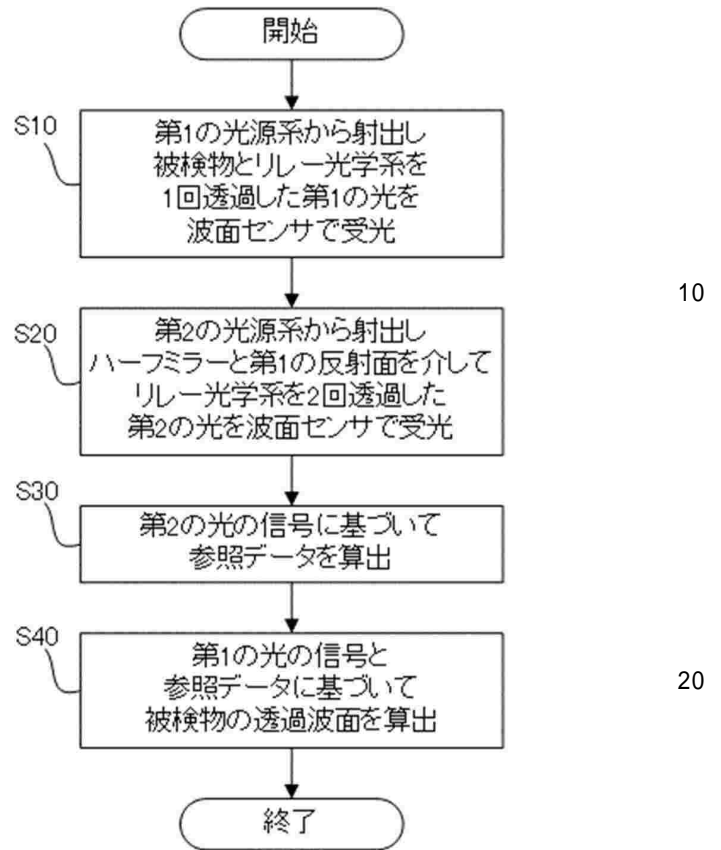 開始
S10
第1の光源系から射出し
被検物とリレー光学系を
1回透過した第1の光を
波面センサで受光
10
S20
第2の光源系から射出し
ハーフミラーと第1の反射面を介して
リレー光学系を2回透過した
第2の光を波面センサで受光
S30
第2の光の信号に基づいて
参照データを算出
S40
第1の光の信号と
参照データに基づいて
被検物の透過波面を算出
20
終了